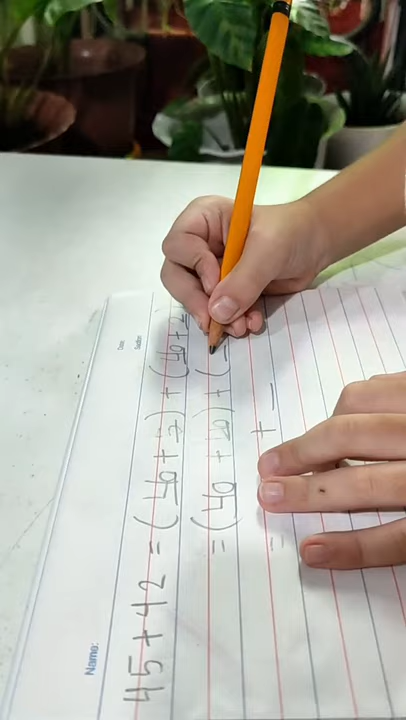 Name:
45 + 42 = (40 + 5) + (40 + 2
= (40 + 40) + (_
= _ + _